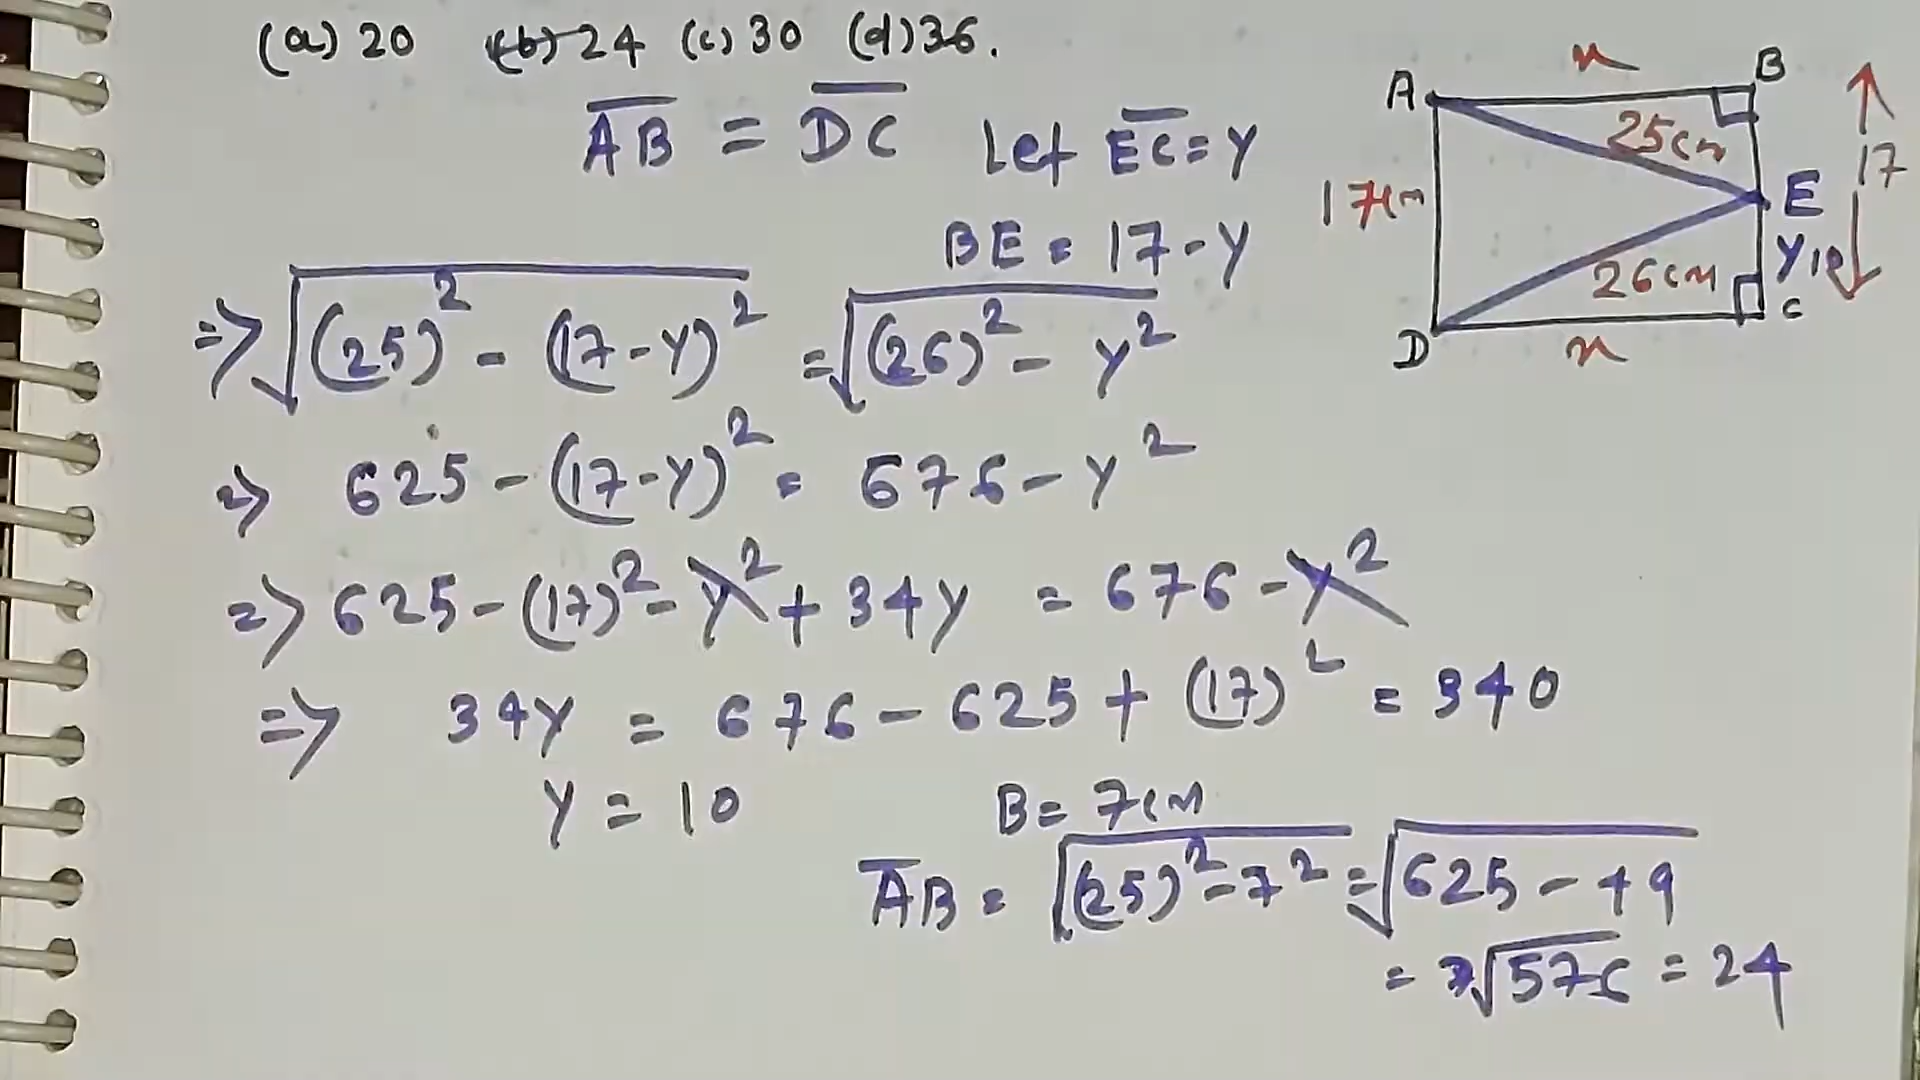 (a) 20 (b) 24 (c) 30 (d) 36.
AB = DC Let EC = Y
BE = 17 - Y
=> √(25)² - (17-Y)² = √(26)² - Y²
=> 625 - (17-Y)² = 676 - Y²
=> 625 - (17)² - Y² + 34Y = 676 - Y²
=> 34Y = 676 - 625 + (17)² = 340
Y = 10 B = 7cm
AB = √(25)² - 7² = √625 - 49
= √576 = 24
A x B
25cm
17cm 17
E
26cm Y 10
D x C